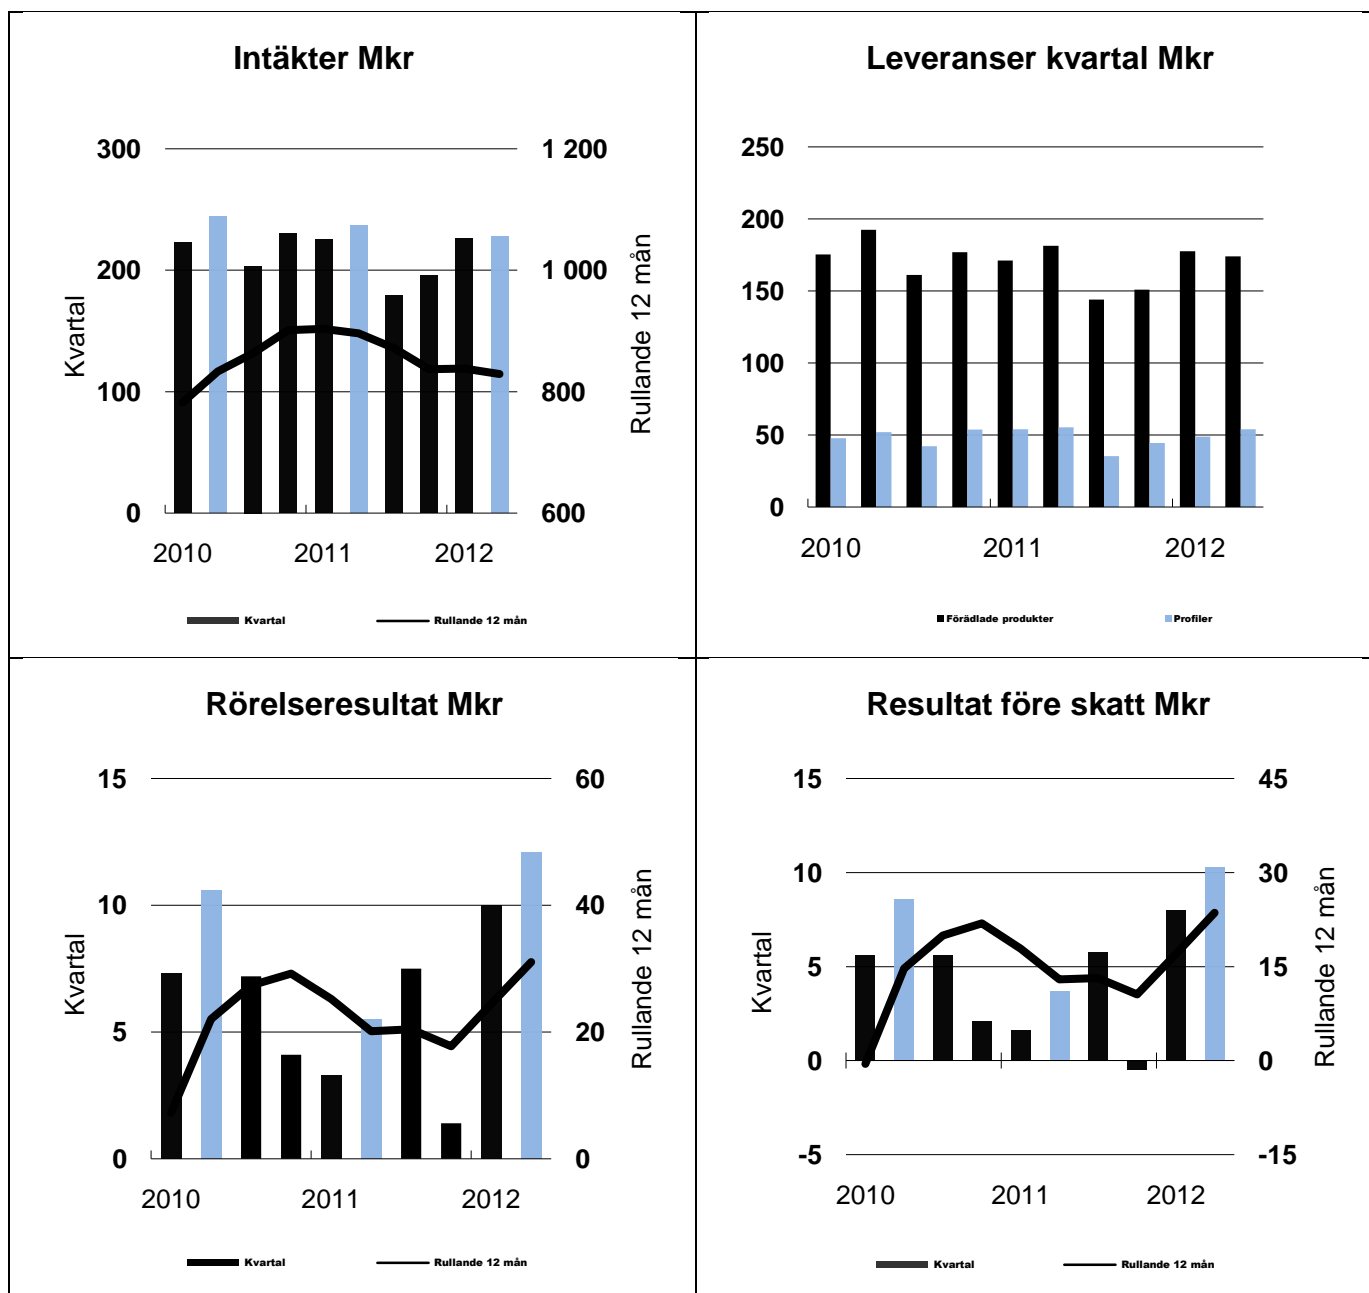 Intäkter Mkr
300
1 200
200
1 000
100
800
0
600
Kvartal
Rullande 12 mån
2010
2011
2012
Kvartal
Rullande 12 mån
Leveranser kvartal Mkr
250
200
150
100
50
0
2010
2011
2012
Förädlade produkter
Profiler
Rörelseresultat Mkr
15
60
10
40
5
20
0
0
Kvartal
Rullande 12 mån
2010
2011
2012
Kvartal
Rullande 12 mån
Resultat före skatt Mkr
15
45
10
30
5
15
0
0
-5
-15
Kvartal
Rullande 12 mån
2010
2011
2012
Kvartal
Rullande 12 mån